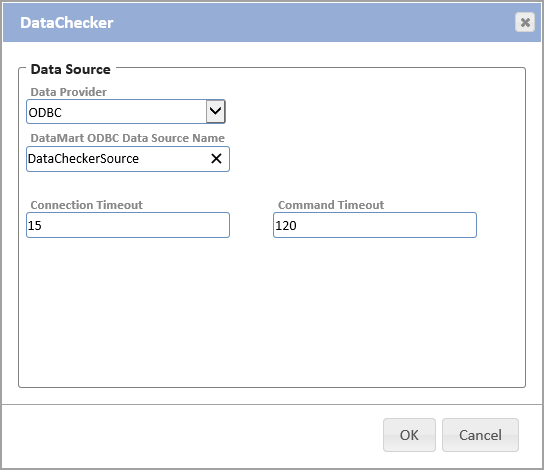 DataChecker
Data Source
Data Provider
ODBC
DataMart ODBC Data Source Name
DataCheckerSource
Connection Timeout Command Timeout
15 120
OK Cancel